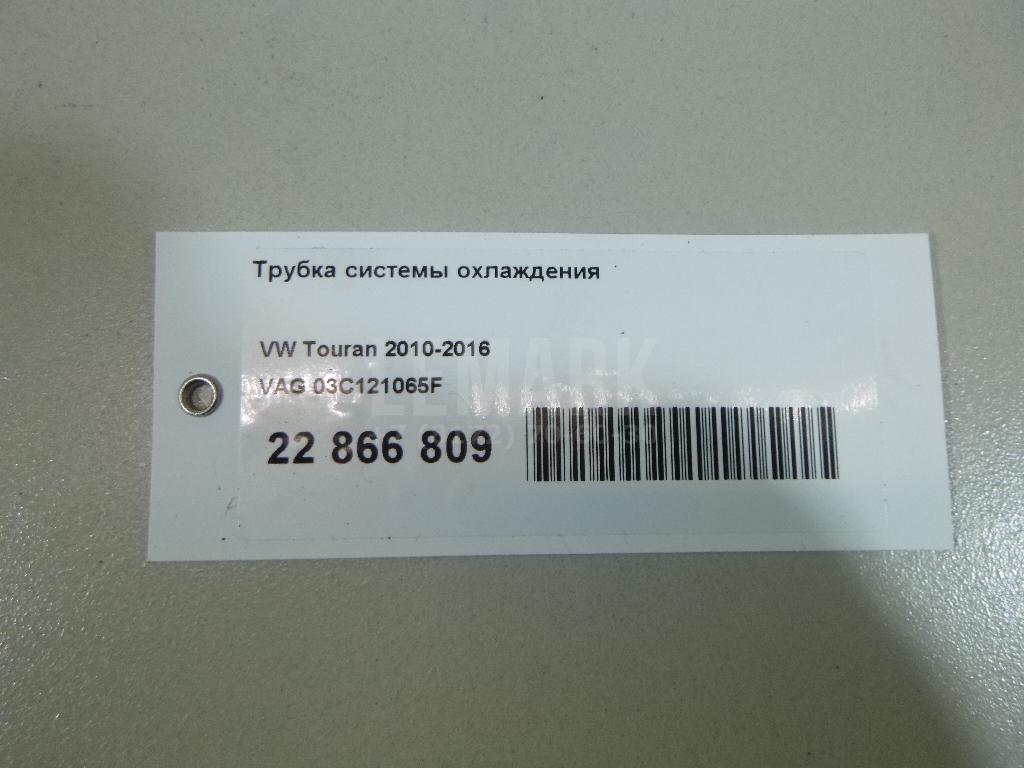 Трубка системы охлаждения
VW Touran 2010-2016
VAG 03C121065F
22 866 809